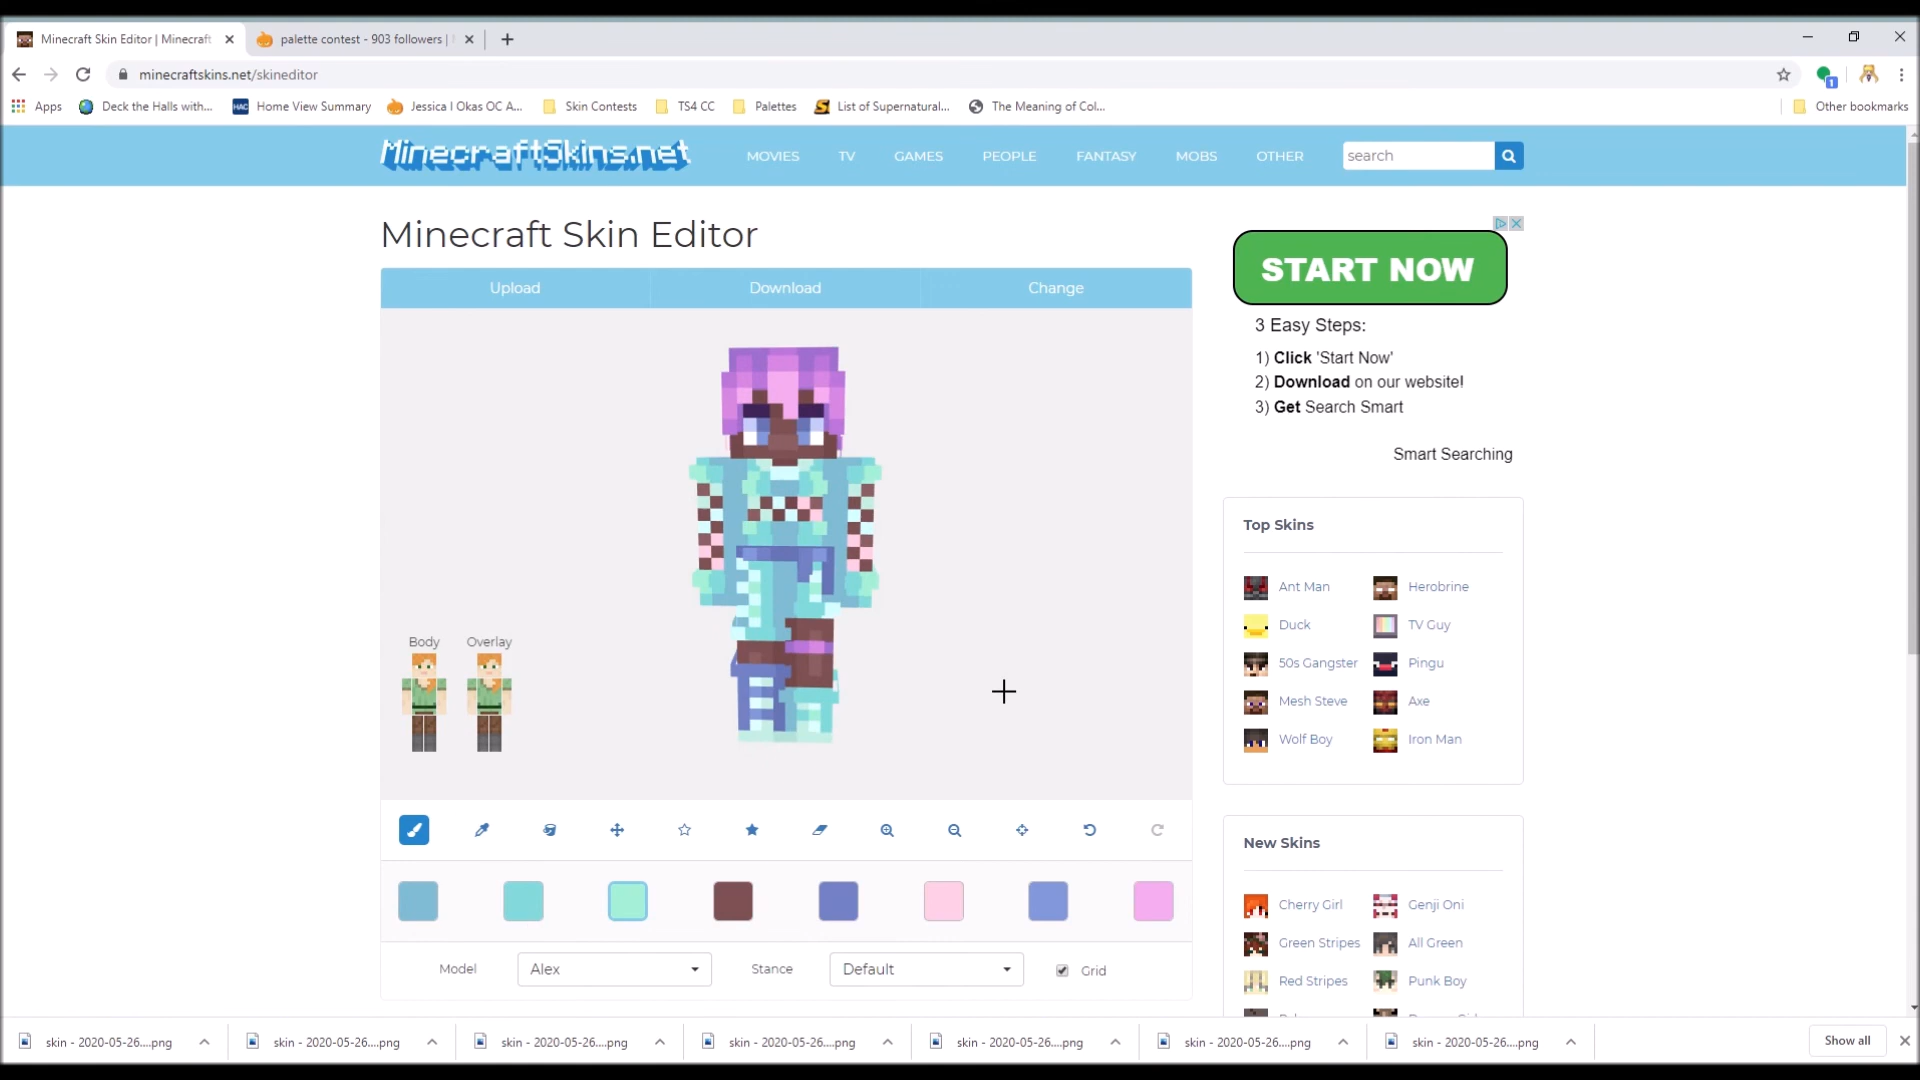 Minecraft Skin Editor | Minecraft
palette contest - 903 followers |
minecraftskins.net/skineditor
Apps
Deck the Halls with...
HAC
Home View Summary
Jessica I Okas OC A...
Skin Contests
TS4 CC
Palettes
List of Supernatural...
The Meaning of Col...
Other bookmarks
MinecraftSkins.net
MOVIES
TV
GAMES
PEOPLE
FANTASY
MOBS
OTHER
search
Minecraft Skin Editor
Upload
Download
Change
START NOW
3 Easy Steps:
1) Click 'Start Now'
2) Download on our website!
3) Get Search Smart
Smart Searching
Body
Overlay
Top Skins
Ant Man
Herobrine
Duck
TV Guy
50s Gangster
Pingu
Mesh Steve
Axe
Wolf Boy
Iron Man
New Skins
Cherry Girl
Genji Oni
Green Stripes
All Green
Red Stripes
Punk Boy
Model
Alex
Stance
Default
Grid
skin - 2020-05-26....png
skin - 2020-05-26....png
skin - 2020-05-26....png
skin - 2020-05-26....png
skin - 2020-05-26....png
skin - 2020-05-26....png
skin - 2020-05-26....png
Show all